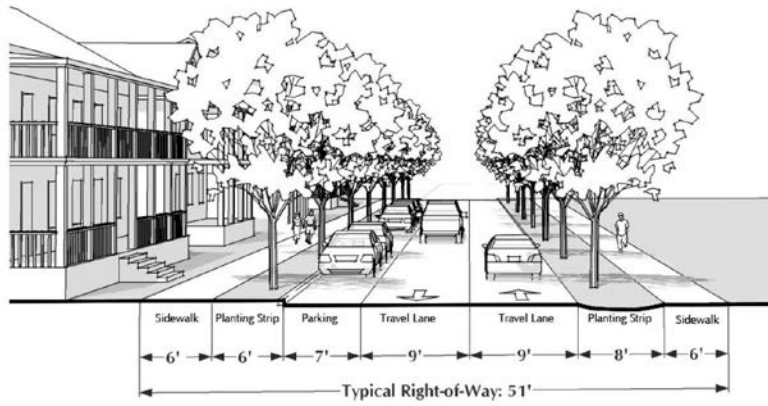 Sidewalk Planting Strip Parking Travel Lane Travel Lane Planting Strip Sidewalk
6' 6' 7' 9' 9' 8' 6'
Typical Right-of-Way: 51'